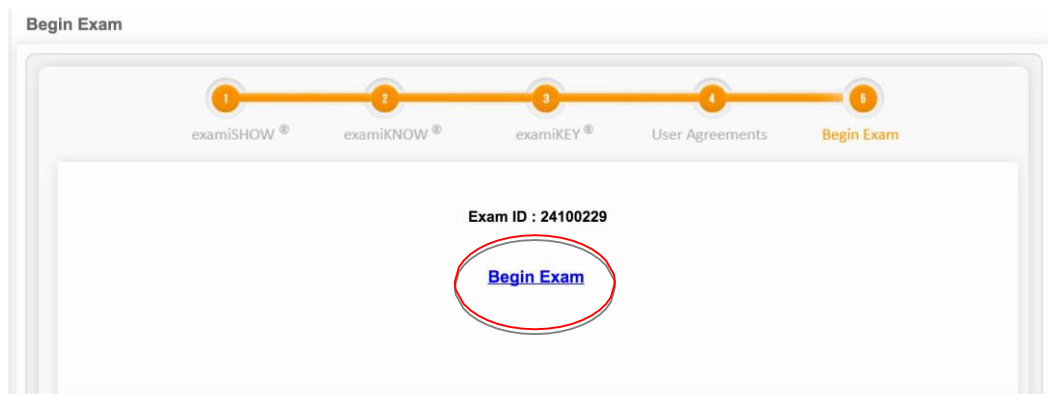 Begin Exam
1 2 3 4 5
examiSHOW ® examiKNOW ® examiKEY ® User Agreements Begin Exam
Exam ID : 24100229
Begin Exam